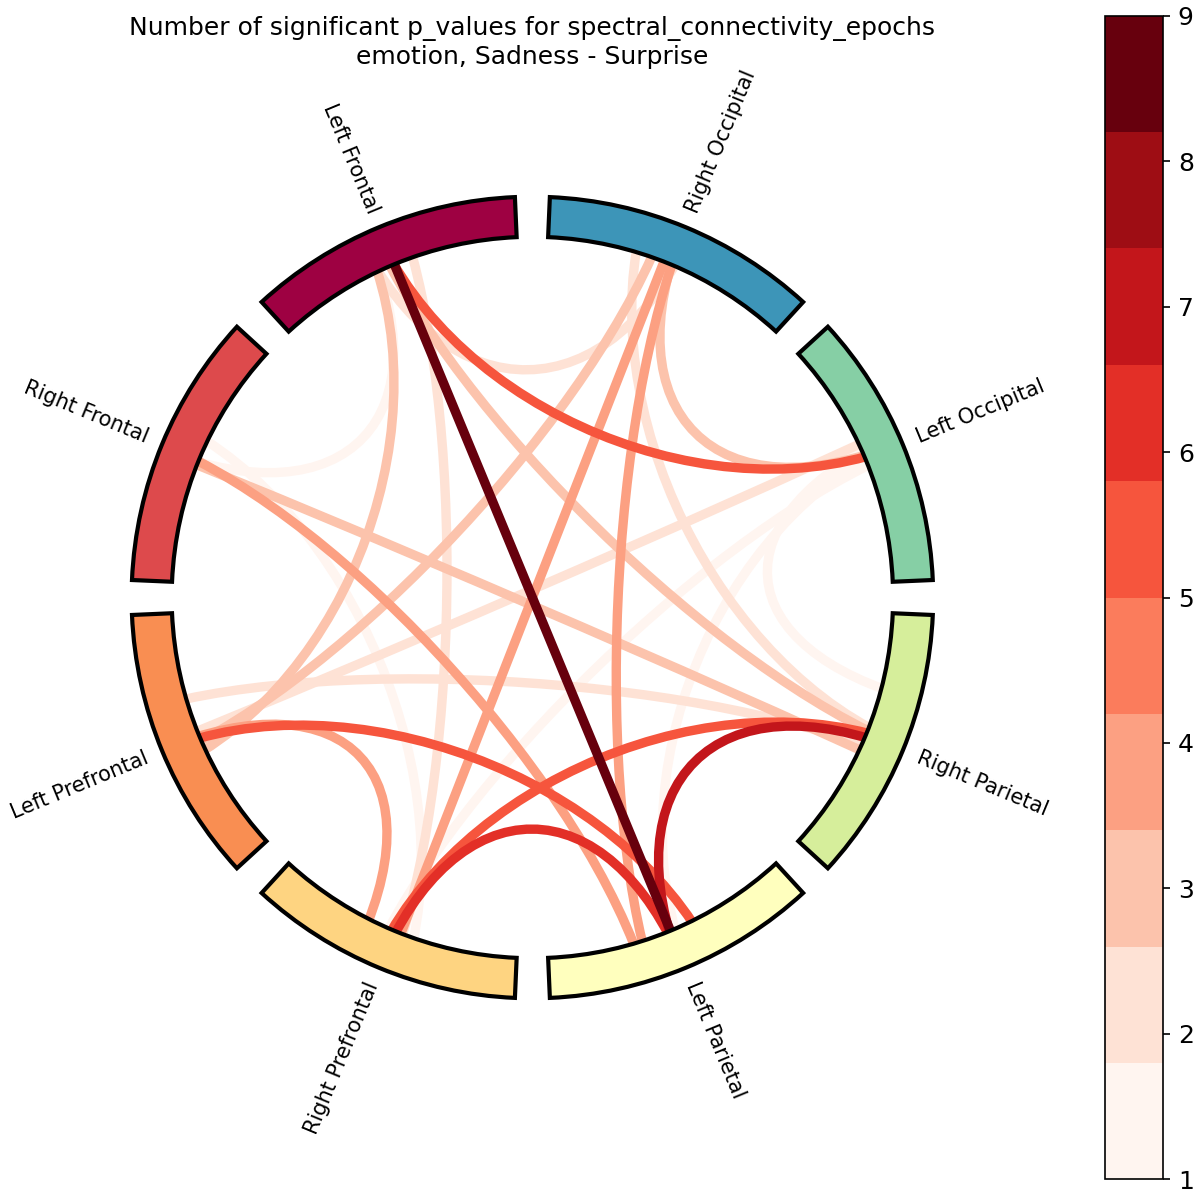 Number of significant p_values for spectral_connectivity_epochs
emotion, Sadness - Surprise
Left Frontal
Right Occipital
Right Frontal
Left Occipital
Left Prefrontal
Right Parietal
Right Prefrontal
Left Parietal
9
8
7
6
5
4
3
2
1